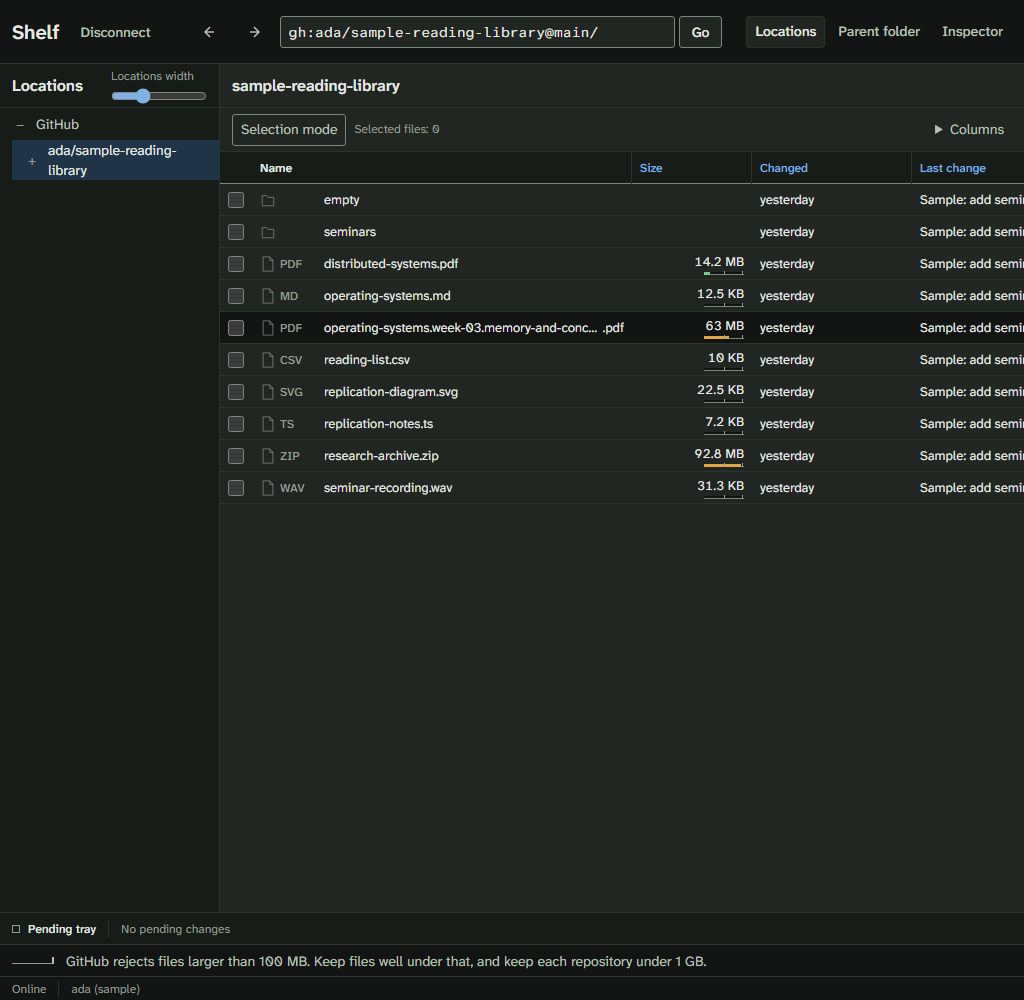 Shelf Disconnect ← → gh:ada/sample-reading-library@main/ Go Locations Parent folder Inspector
Locations Locations width
– GitHub
+ ada/sample-reading-
library
sample-reading-library
Selection mode Selected files: 0 ▶ Columns
Name Size Changed Last change
empty yesterday Sample: add semi
seminars yesterday Sample: add semi
PDF distributed-systems.pdf 14.2 MB yesterday Sample: add semi
MD operating-systems.md 12.5 KB yesterday Sample: add semi
PDF operating-systems.week-03.memory-and-conc... .pdf 63 MB yesterday Sample: add semi
CSV reading-list.csv 10 KB yesterday Sample: add semi
SVG replication-diagram.svg 22.5 KB yesterday Sample: add semi
TS replication-notes.ts 7.2 KB yesterday Sample: add semi
ZIP research-archive.zip 92.8 MB yesterday Sample: add semi
WAV seminar-recording.wav 31.3 KB yesterday Sample: add semi
Pending tray No pending changes
GitHub rejects files larger than 100 MB. Keep files well under that, and keep each repository under 1 GB.
Online ada (sample)